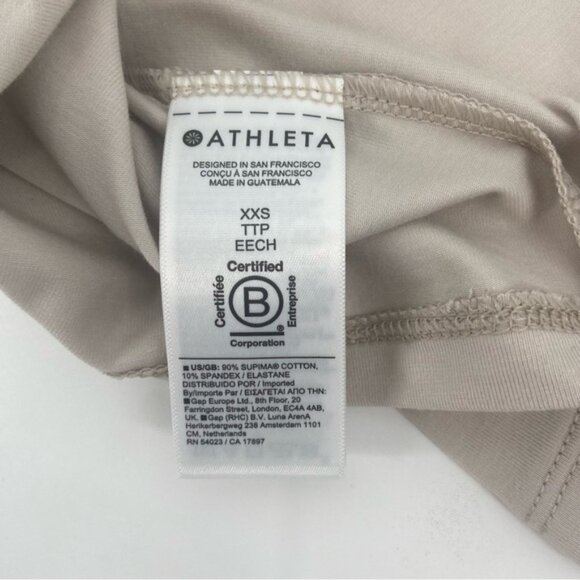 ATHLETA
DESIGNED IN SAN FRANCISCO
CONÇU À SAN FRANCISCO
MADE IN GUATEMALA
XXS
TTP
EECH
Certified
Certifiée
B
Entreprise
Corporation
US/GB: 90% SUPIMA® COTTON,
10% SPANDEX / ELASTANE
DISTRIBUIDO POR / Imported
By/Importe Par / ΕΙΣΑΓΕΤΑΙ ΑΠΟ ΤΗΝ:
Gap Europe Ltd., 8th Floor, 20
Farringdon Street, London, EC4A 4AB,
UK. Gap (RHC) B.V. Luna ArenA
Herikerbergweg 238 Amsterdam 1101
CM, Netherlands
RN 54023 / CA 17897